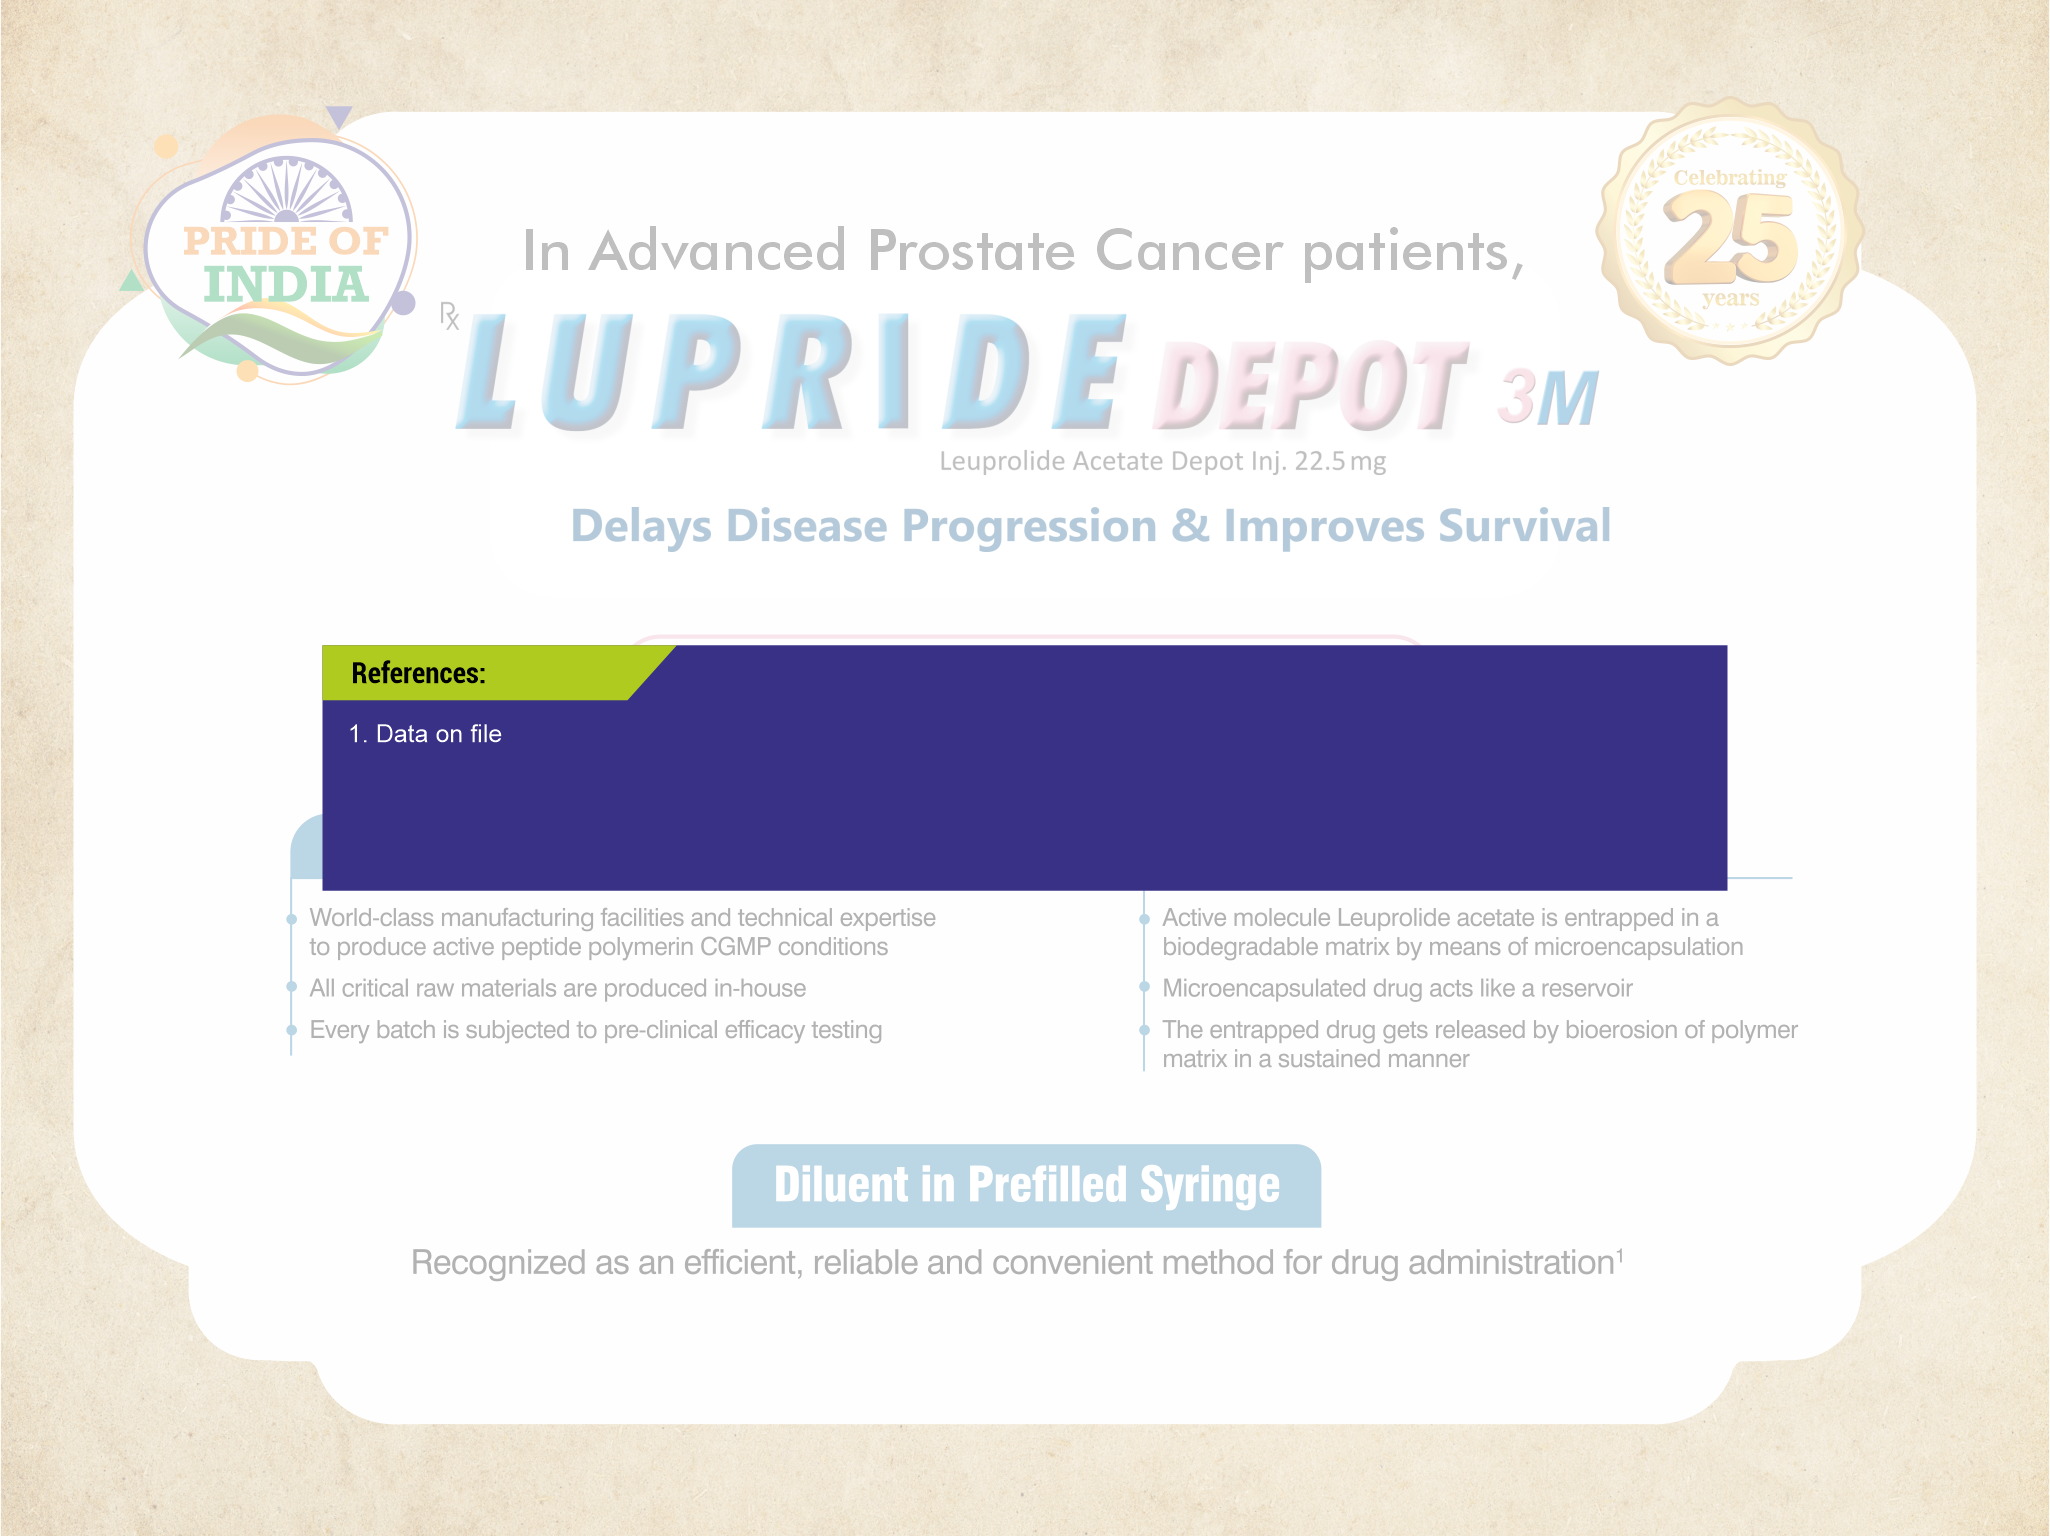 PRIDE OF
INDIA
Celebrating
25
years
In Advanced Prostate Cancer patients,
℞ LUPRIDE DEPOT 3M
Leuprolide Acetate Depot Inj. 22.5mg
Delays Disease Progression & Improves Survival
References:
1. Data on file
World-class manufacturing facilities and technical expertise
to produce active peptide polymerin CGMP conditions
All critical raw materials are produced in-house
Every batch is subjected to pre-clinical efficacy testing
Active molecule Leuprolide acetate is entrapped in a
biodegradable matrix by means of microencapsulation
Microencapsulated drug acts like a reservoir
The entrapped drug gets released by bioerosion of polymer
matrix in a sustained manner
Diluent in Prefilled Syringe
Recognized as an efficient, reliable and convenient method for drug administration¹